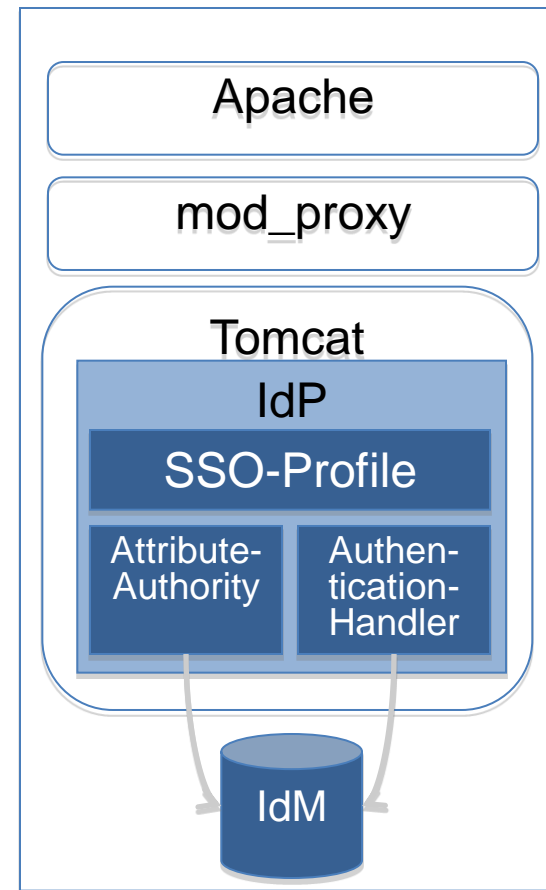 Apache
mod_proxy
Tomcat
IdP
SSO-Profile
Attribute-
Authority
Authen-
tication-
Handler
IdM